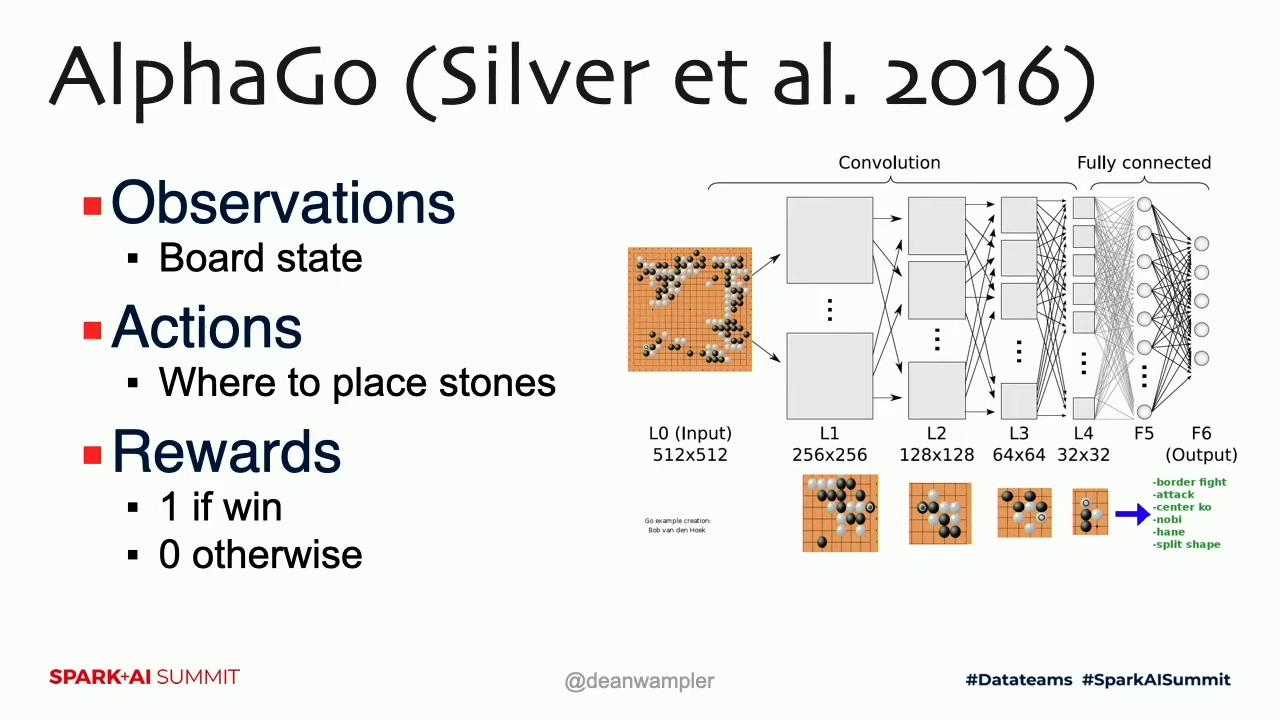 AlphaGo (Silver et al. 2016)
Observations
Board state
Actions
Where to place stones
Rewards
1 if win
0 otherwise
Convolution
Fully connected
L0 (Input)
512x512
L1
256x256
L2
128x128
L3
64x64
L4
32x32
F5
F6
(Output)
Go example creation:
Bob van den Hoek
-border fight
-attack
-center ko
-nobi
-hane
-split shape
SPARK+AI SUMMIT
@deanwampler
#Datateams #SparkAISummit